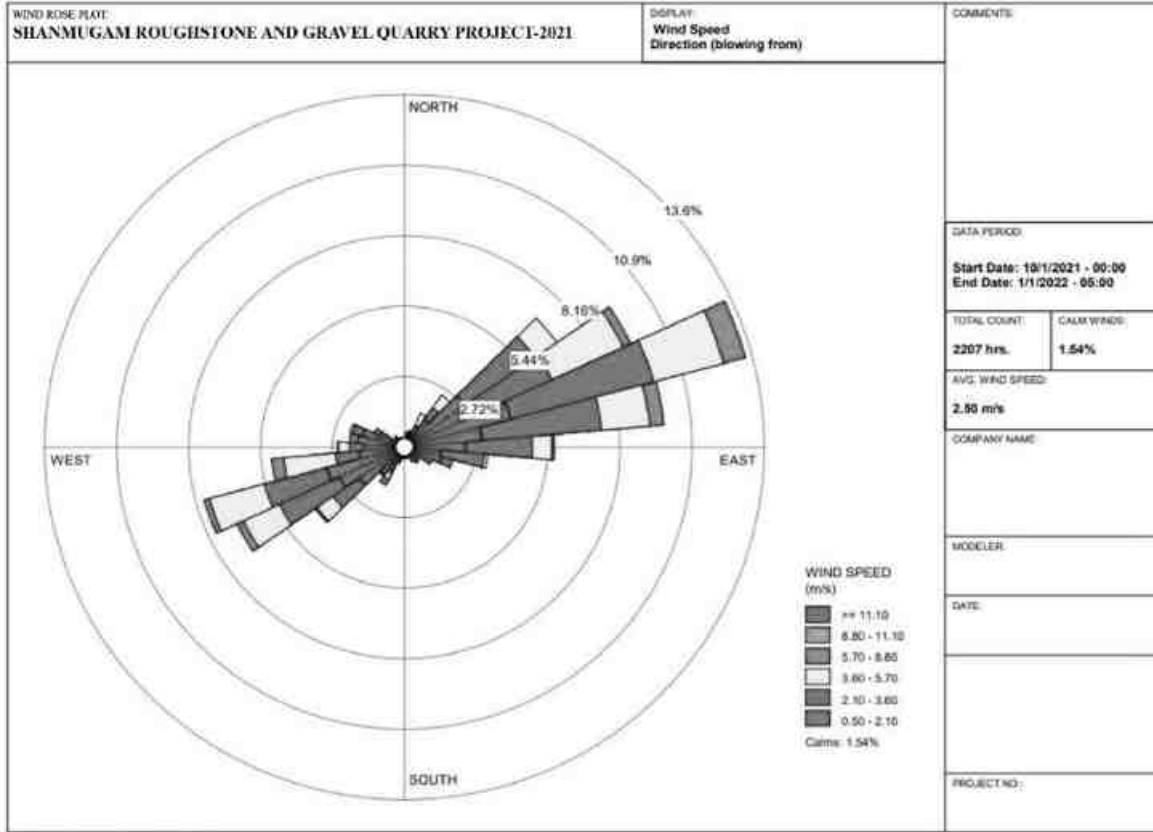 WIND ROSE PLOT:
SHANMUGAM ROUGHSTONE AND GRAVEL QUARRY PROJECT-2021
DISPLAY:
Wind Speed
Direction (blowing from)
COMMENTS:
NORTH
13.6%
10.9%
8.16%
5.44%
2.72%
WEST
EAST
SOUTH
WIND SPEED
(m/s)
>= 11.10
8.80 - 11.10
5.70 - 8.80
3.60 - 5.70
2.10 - 3.60
0.50 - 2.10
Calms: 1.54%
DATA PERIOD:
Start Date: 10/1/2021 - 00:00
End Date: 1/1/2022 - 05:00
TOTAL COUNT:
2207 hrs.
CALM WINDS:
1.54%
AVG. WIND SPEED:
2.50 m/s
COMPANY NAME:
MODELER:
DATE:
PROJECT NO.: